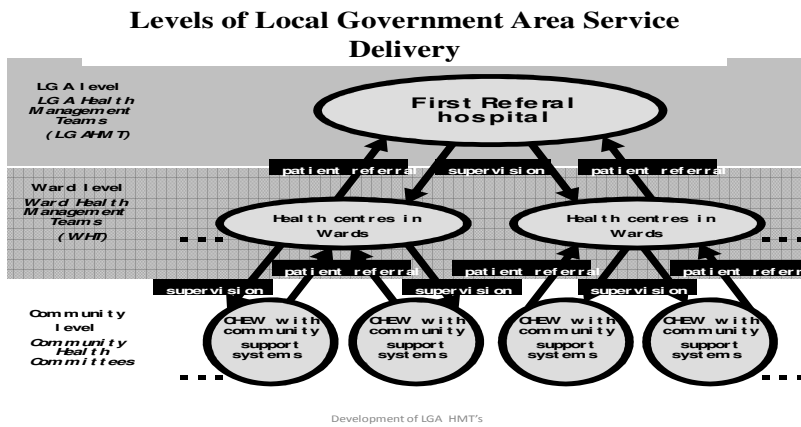 Levels of Local Government Area Service
Delivery
LGA level
LGA Health
Management
Teams
(LGAHMT)
First Referal
hospital
patient referral
supervision
patient referral
Ward level
Ward Health
Management
Teams
(WHT)
Health centres in
Wards
Health centres in
Wards
patient referral
patient referral
patient referr
supervision
supervision
supervision
Community
level
Community
Health
Committees
CHEW with
community
support
systems
CHEW with
community
support
systems
CHEW with
community
support
systems
CHEW with
community
support
systems
Development of LGA HMT's